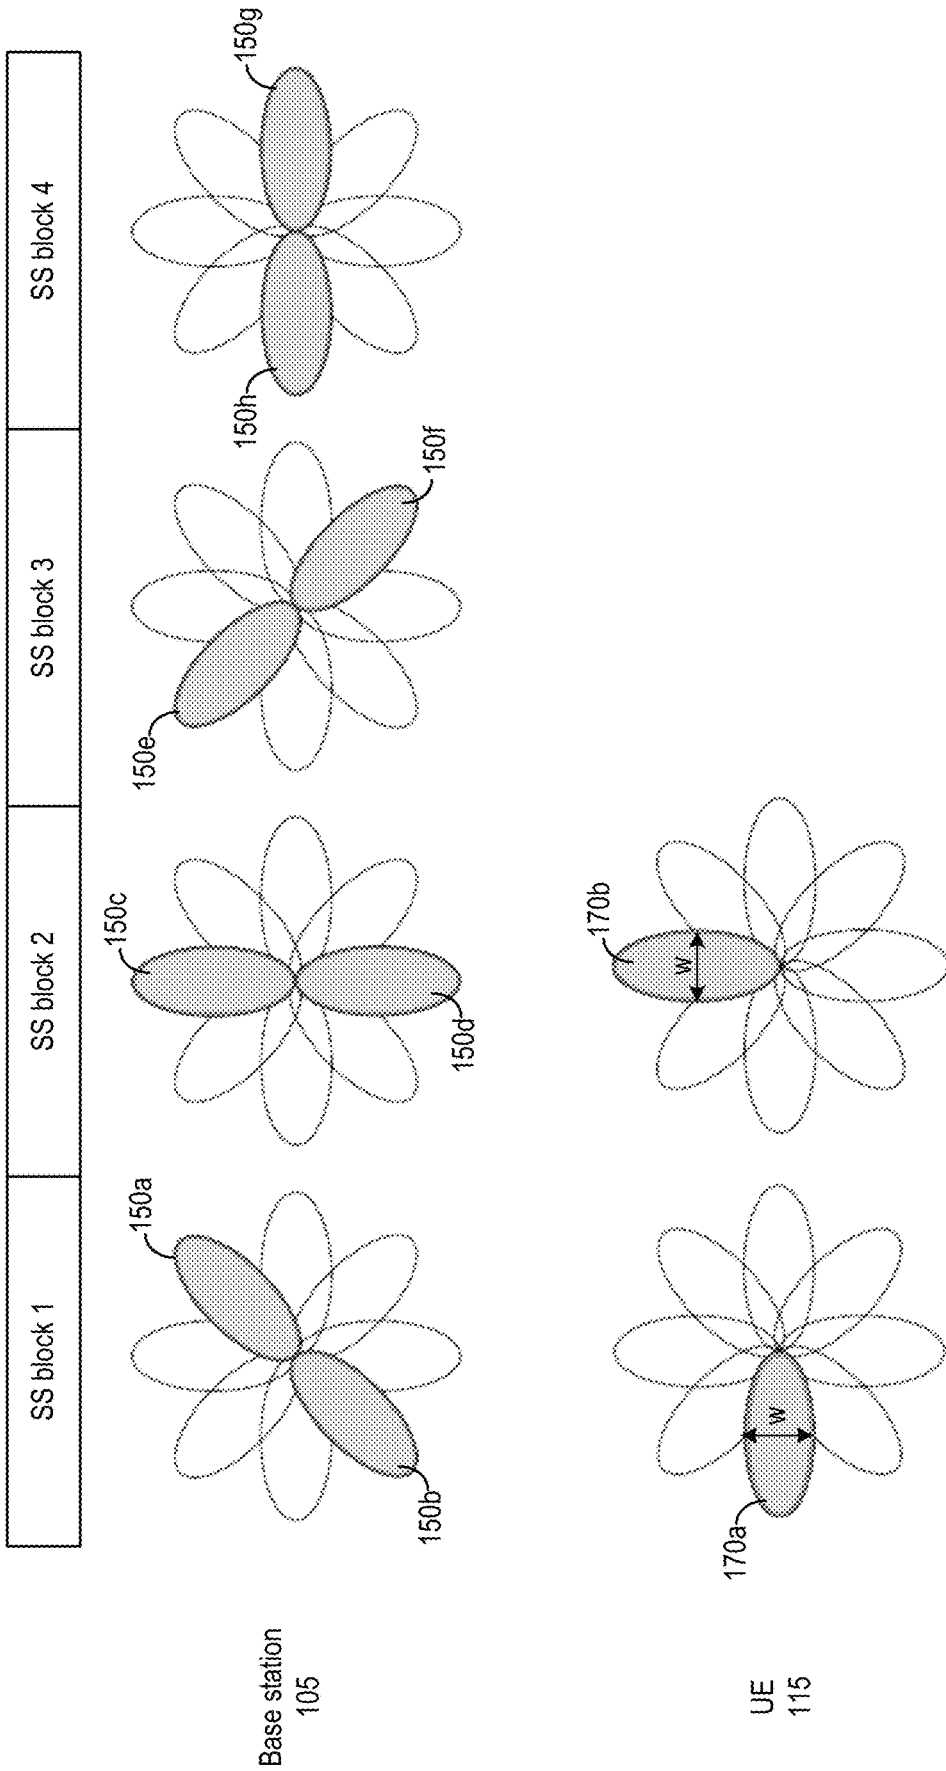 SS block 1
SS block 2
SS block 3
SS block 4
Base station
105
150a
150b
150c
150d
150e
150f
150g
150h
UE
115
170a
W
170b
W